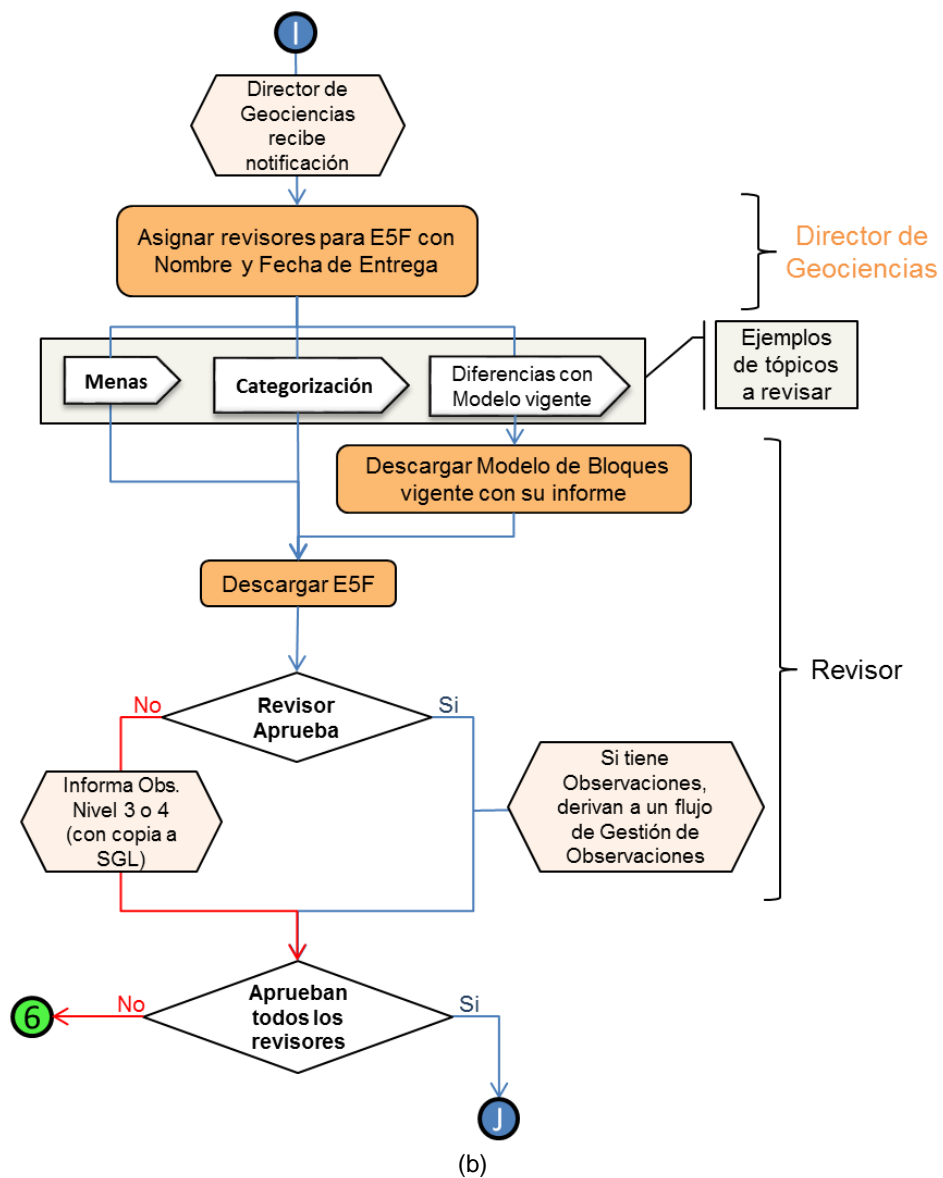 I
Director de
Geociencias
recibe
notificación
Asignar revisores para E5F con
Nombre y Fecha de Entrega
Director de
Geociencias
Menas
Categorización
Diferencias con
Modelo vigente
Ejemplos
de tópicos
a revisar
Descargar Modelo de Bloques
vigente con su informe
Descargar E5F
Revisor
No
Revisor
Aprueba
Si
Informa Obs.
Nivel 3 o 4
(con copia a
SGL)
Si tiene
Observaciones,
derivan a un flujo
de Gestión de
Observaciones
6
No
Aprueban
todos los
revisores
Si
J
(b)